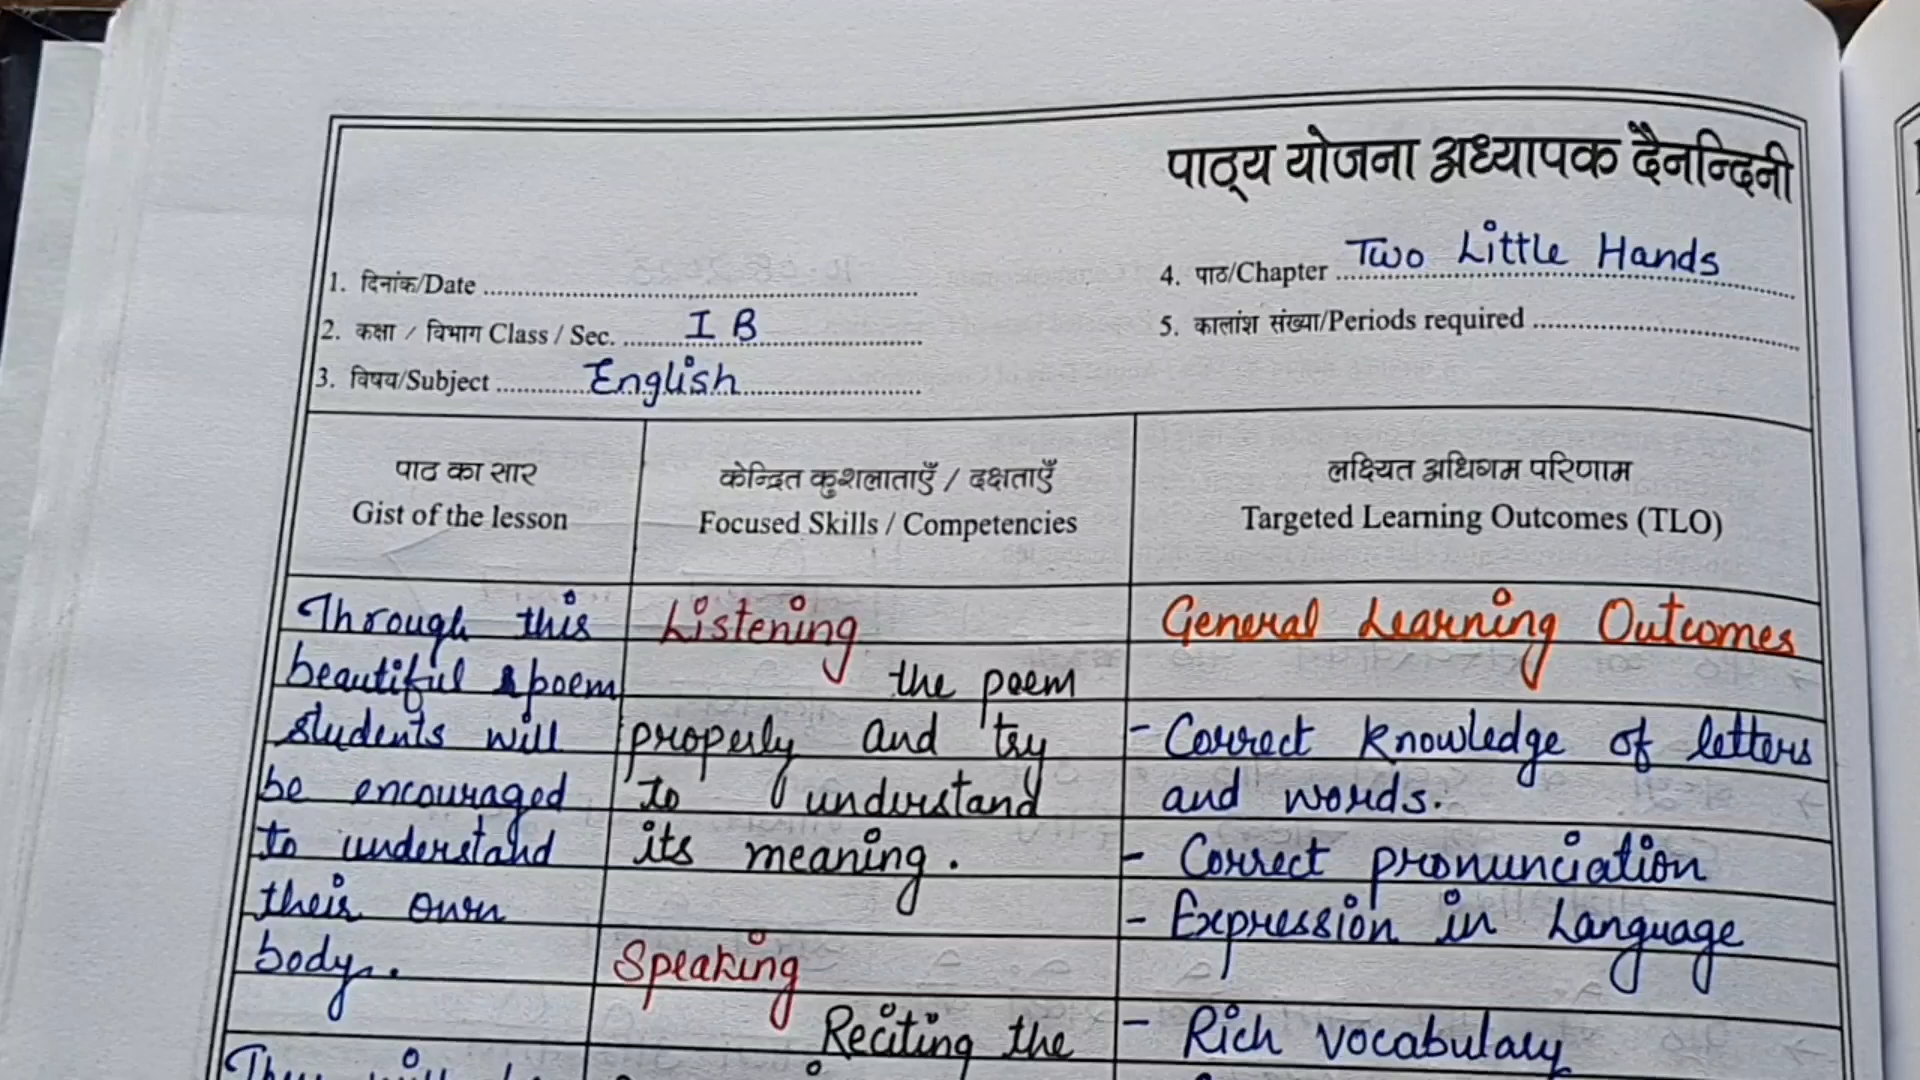 पाठ्य योजना अध्यापक दैनन्दिनी
1. दिनांक/Date
4. पाठ/Chapter Two Little Hands
2. कक्षा / विभाग Class / Sec. I B
5. कालांश संख्या/Periods required
3. विषय/Subject English
पाठ का सार
Gist of the lesson
Through this
beautiful poem
students will
be encouraged
to understand
their own
body.
केन्द्रित कुशलाताएँ / दक्षताएँ
Focused Skills / Competencies
Listening
the poem
properly and try
to understand
its meaning.
Speaking
Reciting the
लक्ष्यित अधिगम परिणाम
Targeted Learning Outcomes (TLO)
General Learning Outcomes
- Correct knowledge of letters
and words.
- Correct pronunciation
- Expression in Language
- Rich vocabulary